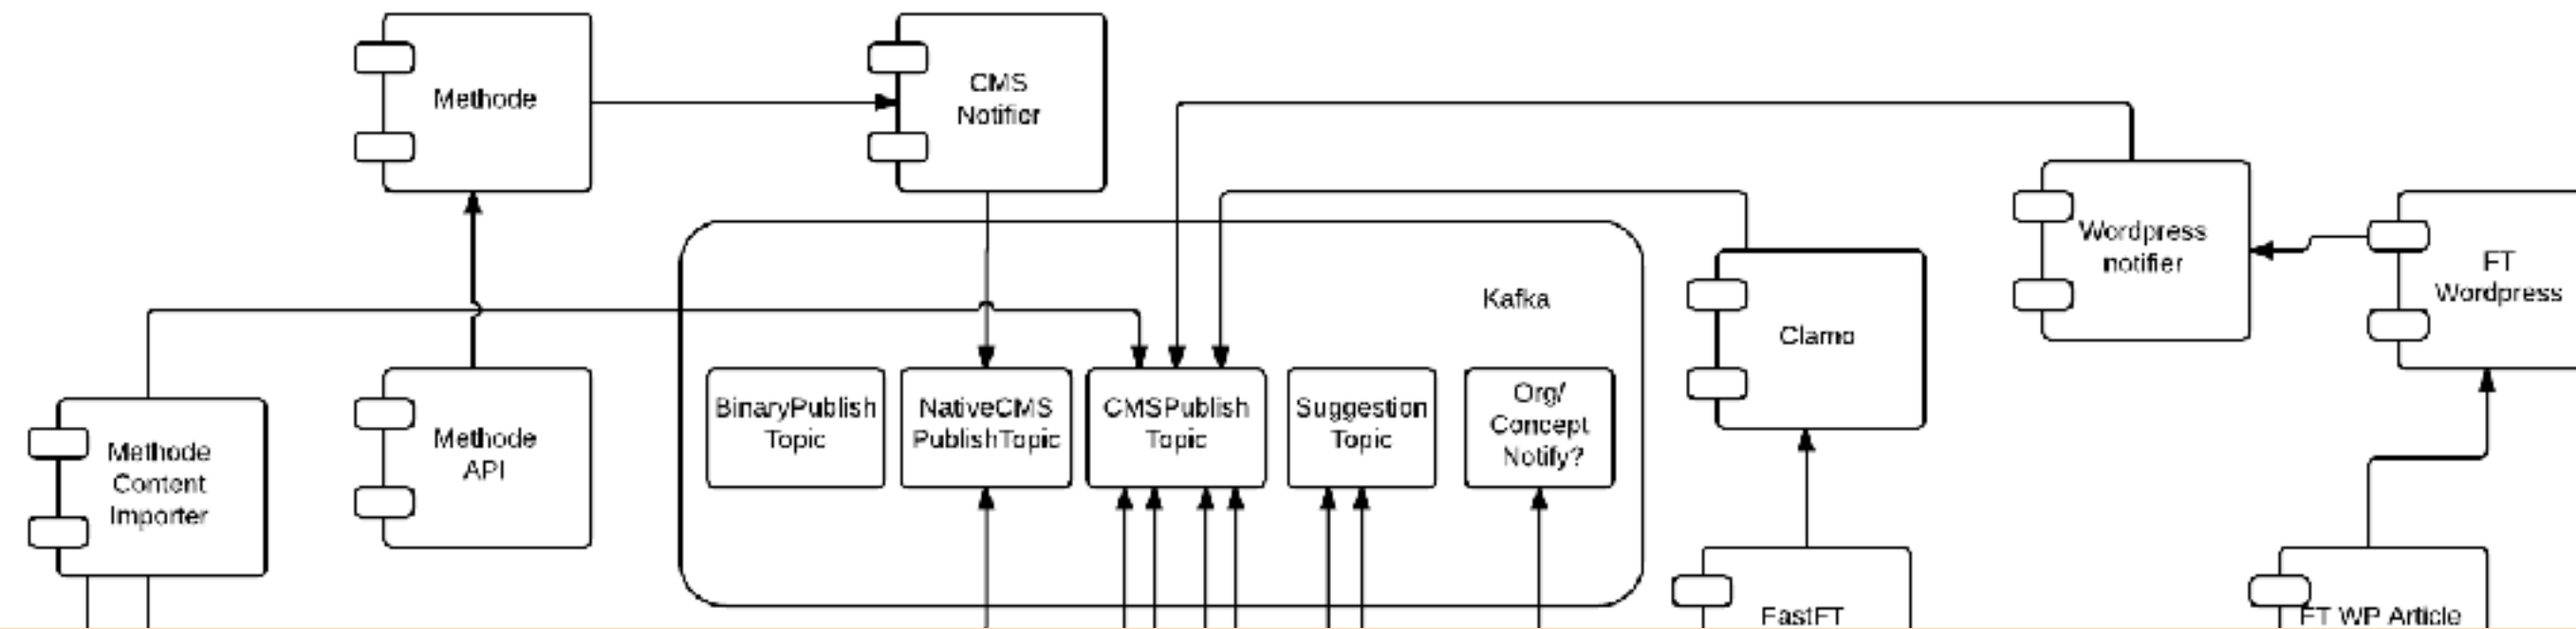 Methode
CMS
Notifier
Wordpress
notifier
FT
Wordpress
Kafka
Clamo
BinaryPublish
Topic
NativeCMS
PublishTopic
CMSPublish
Topic
Suggestion
Topic
Org/
Concept
Notify?
Methode
Content
Importer
Methode
API
FastFT
FT WP Article